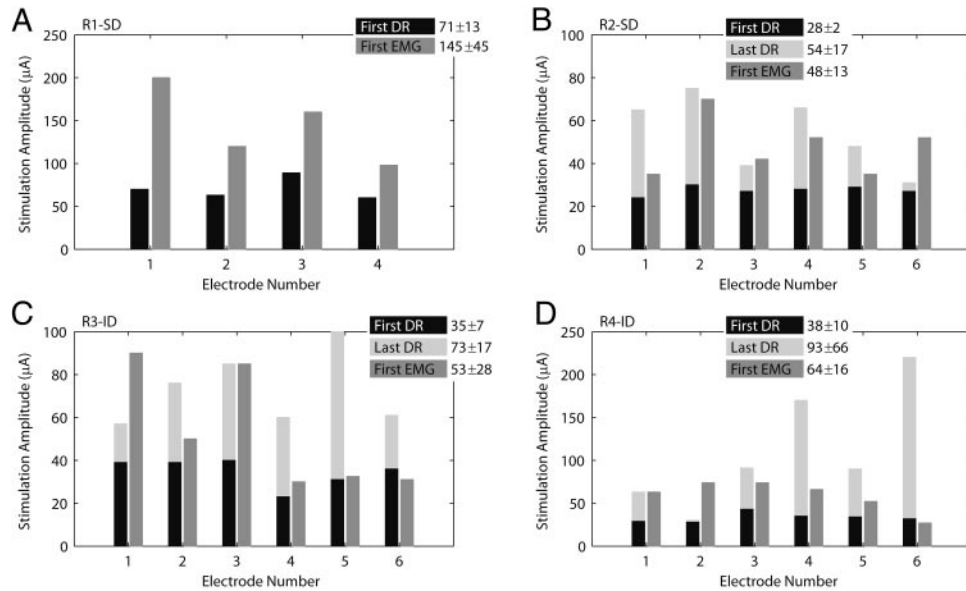 A
R1-SD
First DR 71±13
First EMG 145±45
250
200
150
100
50
0
Stimulation Amplitude (μA)
1 2 3 4
Electrode Number
B
R2-SD
First DR 28±2
Last DR 54±17
First EMG 48±13
100
80
60
40
20
0
Stimulation Amplitude (μA)
1 2 3 4 5 6
Electrode Number
C
R3-ID
First DR 35±7
Last DR 73±17
First EMG 53±28
100
80
60
40
20
0
Stimulation Amplitude (μA)
1 2 3 4 5 6
Electrode Number
D
R4-ID
First DR 38±10
Last DR 93±66
First EMG 64±16
250
200
150
100
50
0
Stimulation Amplitude (μA)
1 2 3 4 5 6
Electrode Number